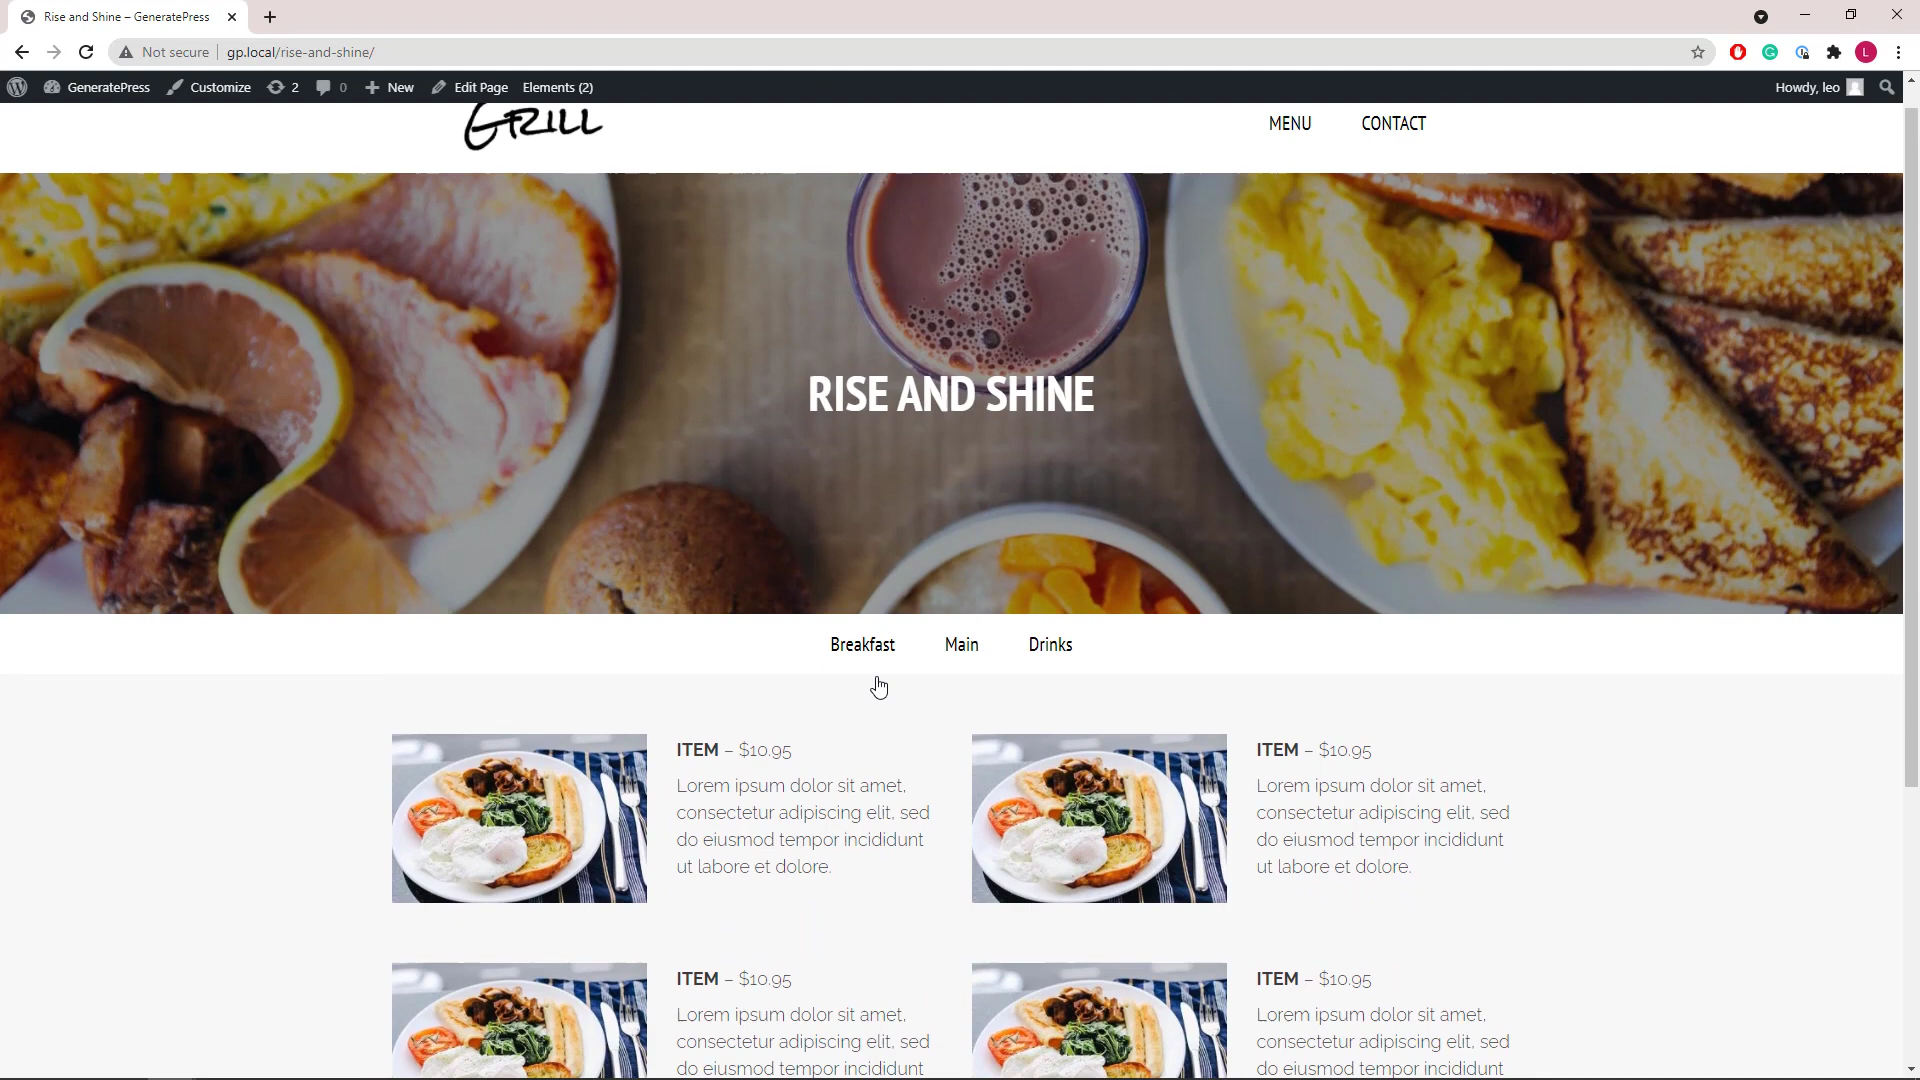 Rise and Shine – GeneratePress
Not secure
gp.local/rise-and-shine/
L
GeneratePress
Customize
2
0
New
Edit Page
Elements (2)
Howdy, leo
GRILL
MENU
CONTACT
RISE AND SHINE
Breakfast
Main
Drinks
ITEM – $10.95
Lorem ipsum dolor sit amet,
consectetur adipiscing elit, sed
do eiusmod tempor incididunt
ut labore et dolore.
ITEM – $10.95
Lorem ipsum dolor sit amet,
consectetur adipiscing elit, sed
do eiusmod tempor incididunt
ut labore et dolore.
ITEM – $10.95
Lorem ipsum dolor sit amet,
consectetur adipiscing elit, sed
do eiusmod tempor incididunt
ITEM – $10.95
Lorem ipsum dolor sit amet,
consectetur adipiscing elit, sed
do eiusmod tempor incididunt